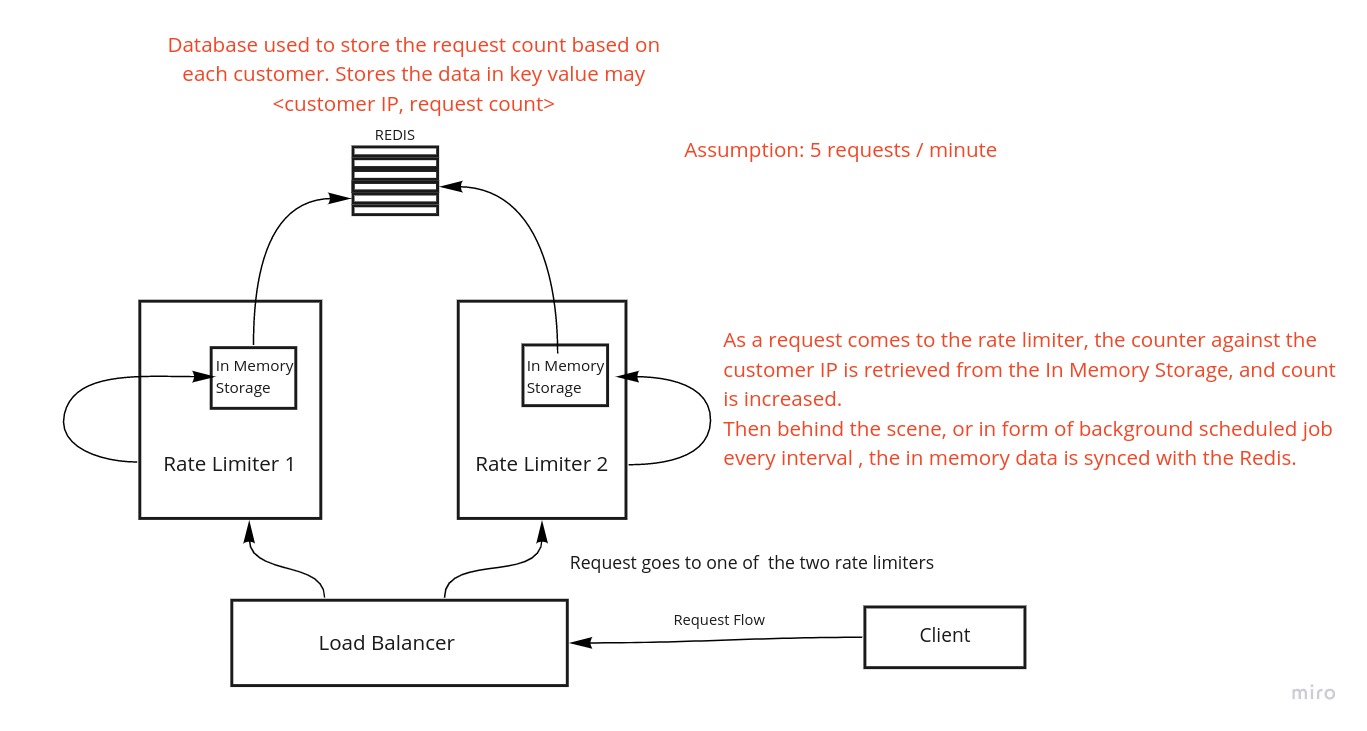 Database used to store the request count based on
each customer. Stores the data in key value may
<customer IP, request count>
REDIS
Assumption: 5 requests / minute
In Memory
Storage
Rate Limiter 1
In Memory
Storage
Rate Limiter 2
As a request comes to the rate limiter, the counter against the
customer IP is retrieved from the In Memory Storage, and count
is increased.
Then behind the scene, or in form of background scheduled job
every interval , the in memory data is synced with the Redis.
Request goes to one of  the two rate limiters
Load Balancer
Request Flow
Client
miro